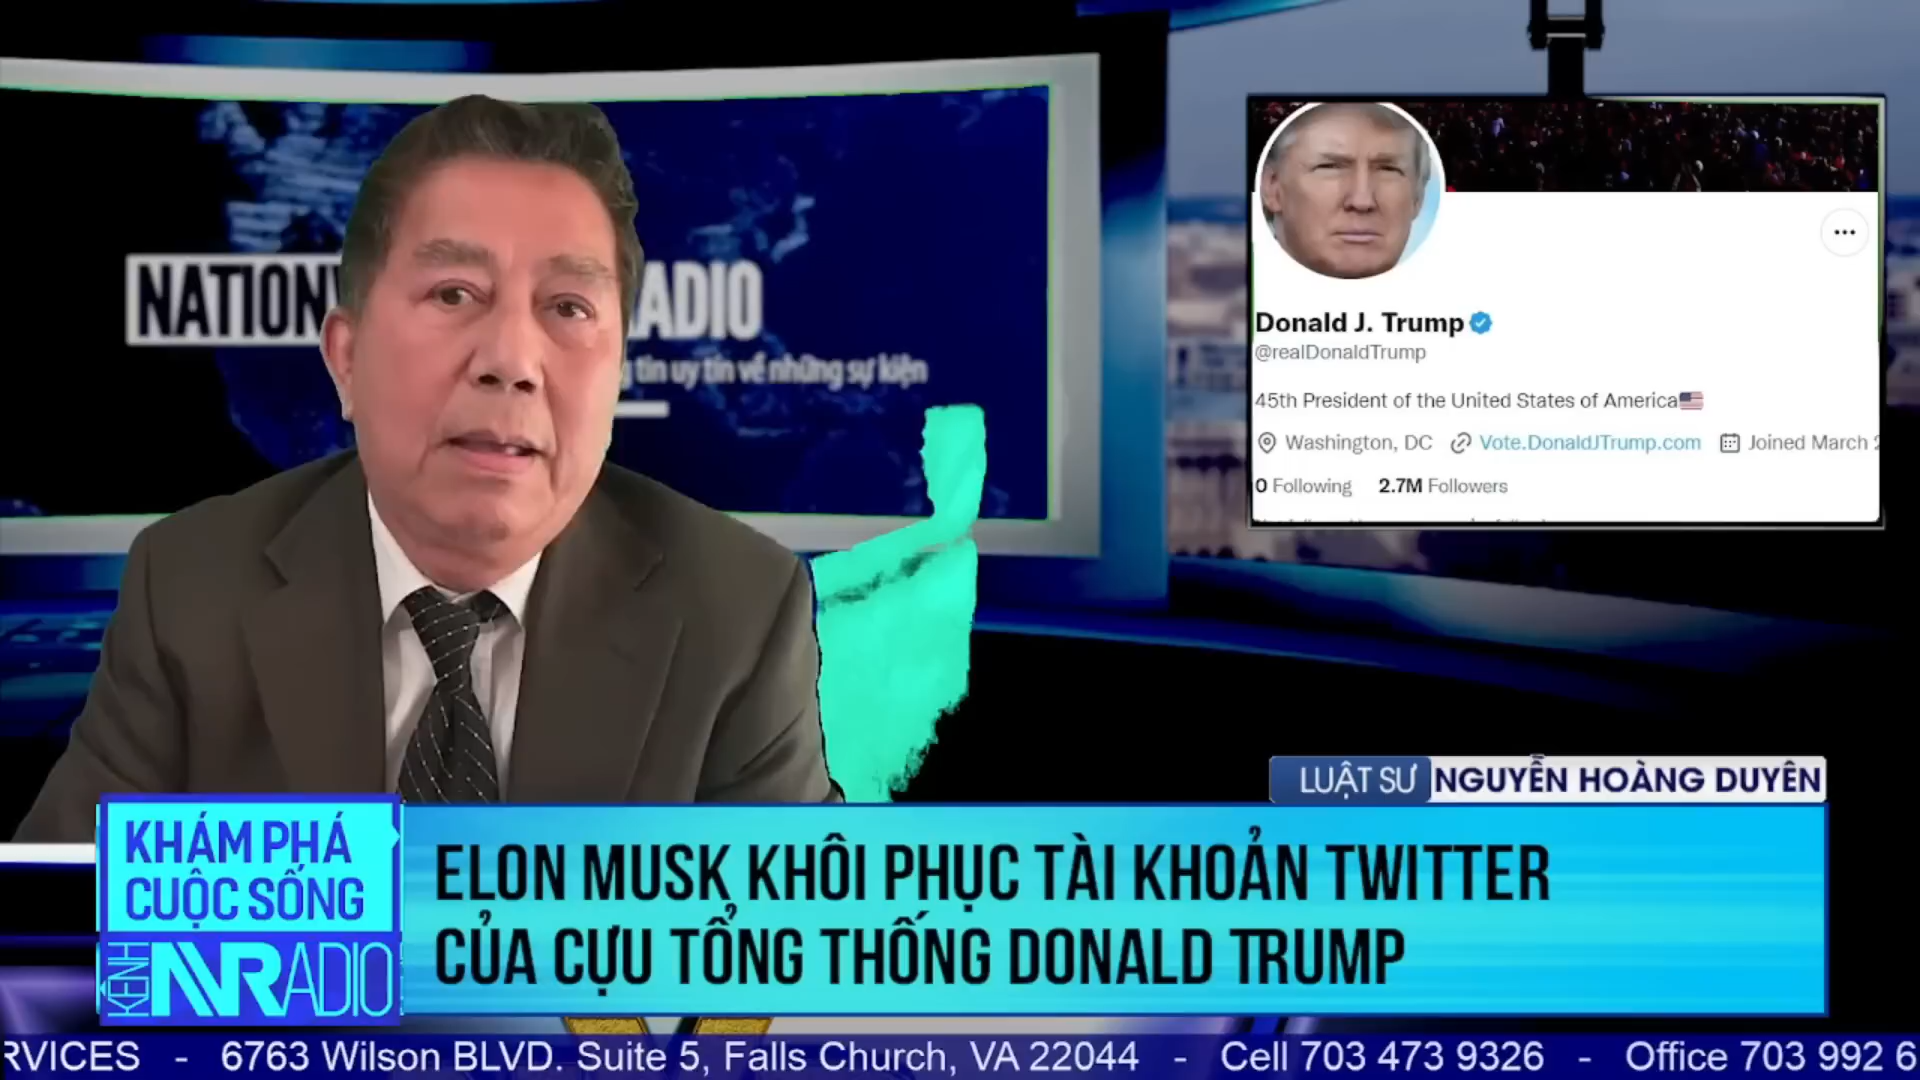 NATION
RADIO
tin uy tín về những sự kiện
Donald J. Trump
@realDonaldTrump
45th President of the United States of America
Washington, DC Vote.DonaldJTrump.com Joined March
0 Following 2.7M Followers
LUẬT SƯ NGUYỄN HOÀNG DUYÊN
KHÁM PHÁ
CUỘC SỐNG
KÊNH NVRADIO
ELON MUSK KHÔI PHỤC TÀI KHOẢN TWITTER
CỦA CỰU TỔNG THỐNG DONALD TRUMP
RVICES - 6763 Wilson BLVD. Suite 5, Falls Church, VA 22044 - Cell 703 473 9326 - Office 703 992 6